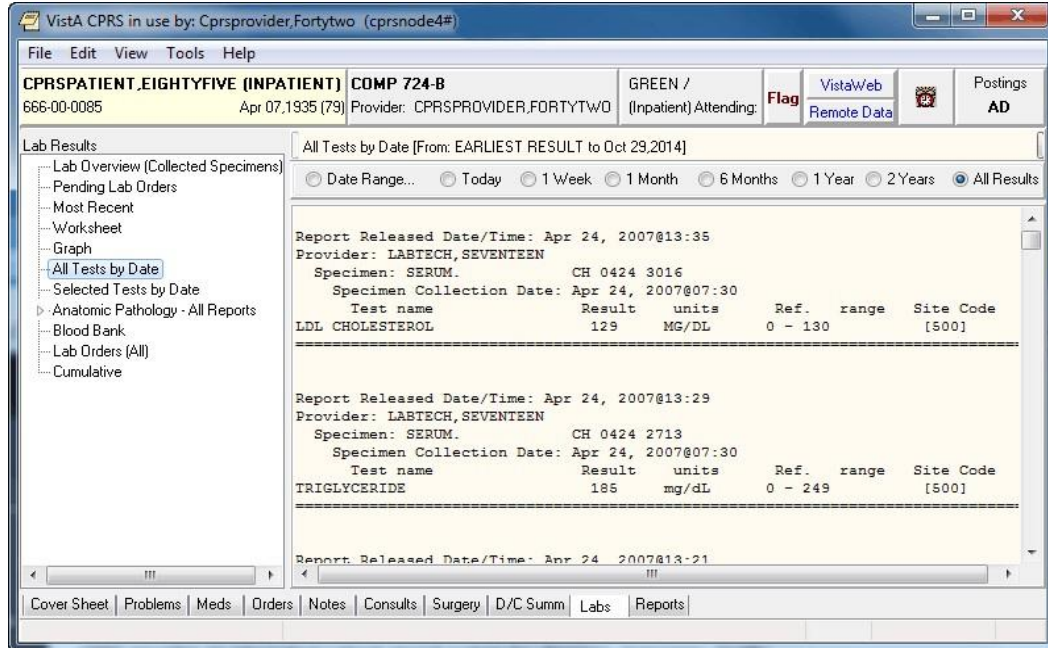 VistA CPRS in use by: Cprsprovider,Fortytwo (cprsnode4#)
File Edit View Tools Help
CPRSPATIENT,EIGHTYFIVE (INPATIENT) COMP 724-B GREEN / Flag VistaWeb Postings
666-00-0085 Apr 07,1935 (79) Provider: CPRSPROVIDER,FORTYTWO (Inpatient) Attending: Remote Data AD
Lab Results
Lab Overview (Collected Specimens)
Pending Lab Orders
Most Recent
Worksheet
Graph
All Tests by Date
Selected Tests by Date
Anatomic Pathology - All Reports
Blood Bank
Lab Orders (All)
Cumulative
All Tests by Date [From: EARLIEST RESULT to Oct 29,2014]
Date Range... Today 1 Week 1 Month 6 Months 1 Year 2 Years All Results
Report Released Date/Time: Apr 24, 2007@13:35
Provider: LABTECH,SEVENTEEN
Specimen: SERUM. CH 0424 3016
Specimen Collection Date: Apr 24, 2007@07:30
Test name Result units Ref. range Site Code
LDL CHOLESTEROL 129 MG/DL 0 - 130 [500]
Report Released Date/Time: Apr 24, 2007@13:29
Provider: LABTECH,SEVENTEEN
Specimen: SERUM. CH 0424 2713
Specimen Collection Date: Apr 24, 2007@07:30
Test name Result units Ref. range Site Code
TRIGLYCERIDE 185 mg/dL 0 - 249 [500]
Report Released Date/Time: Apr 24 2007@13:21
Cover Sheet Problems Meds Orders Notes Consults Surgery D/C Summ Labs Reports